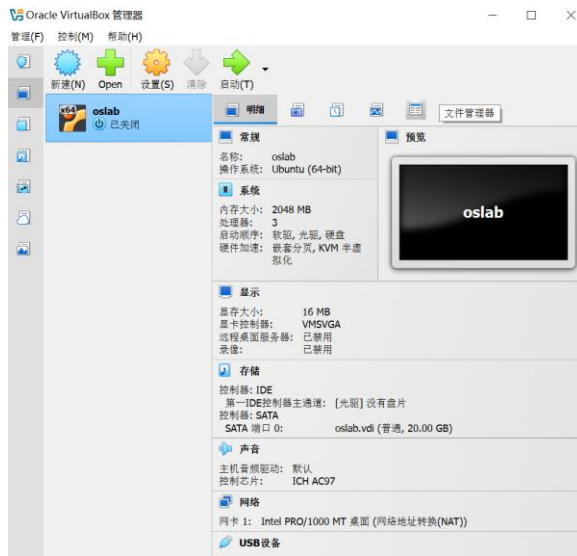 Oracle VirtualBox 管理器
管理(F) 控制(M) 帮助(H)
新建(N) Open 设置(S) 清除 启动(T)
x64 oslab
已关闭
明细
文件管理器
常规
名称: oslab
操作系统: Ubuntu (64-bit)
预览
oslab
系统
内存大小: 2048 MB
处理器: 3
启动顺序: 软驱, 光驱, 硬盘
硬件加速: 嵌套分页, KVM 半虚
拟化
显示
显存大小: 16 MB
显卡控制器: VMSVGA
远程桌面服务器: 已禁用
录像: 已禁用
存储
控制器: IDE
第一IDE控制器主通道: [光驱] 没有盘片
控制器: SATA
SATA 端口 0: oslab.vdi (普通, 20.00 GB)
声音
主机音频驱动: 默认
控制芯片: ICH AC97
网络
网卡 1: Intel PRO/1000 MT 桌面 (网络地址转换(NAT))
USB设备